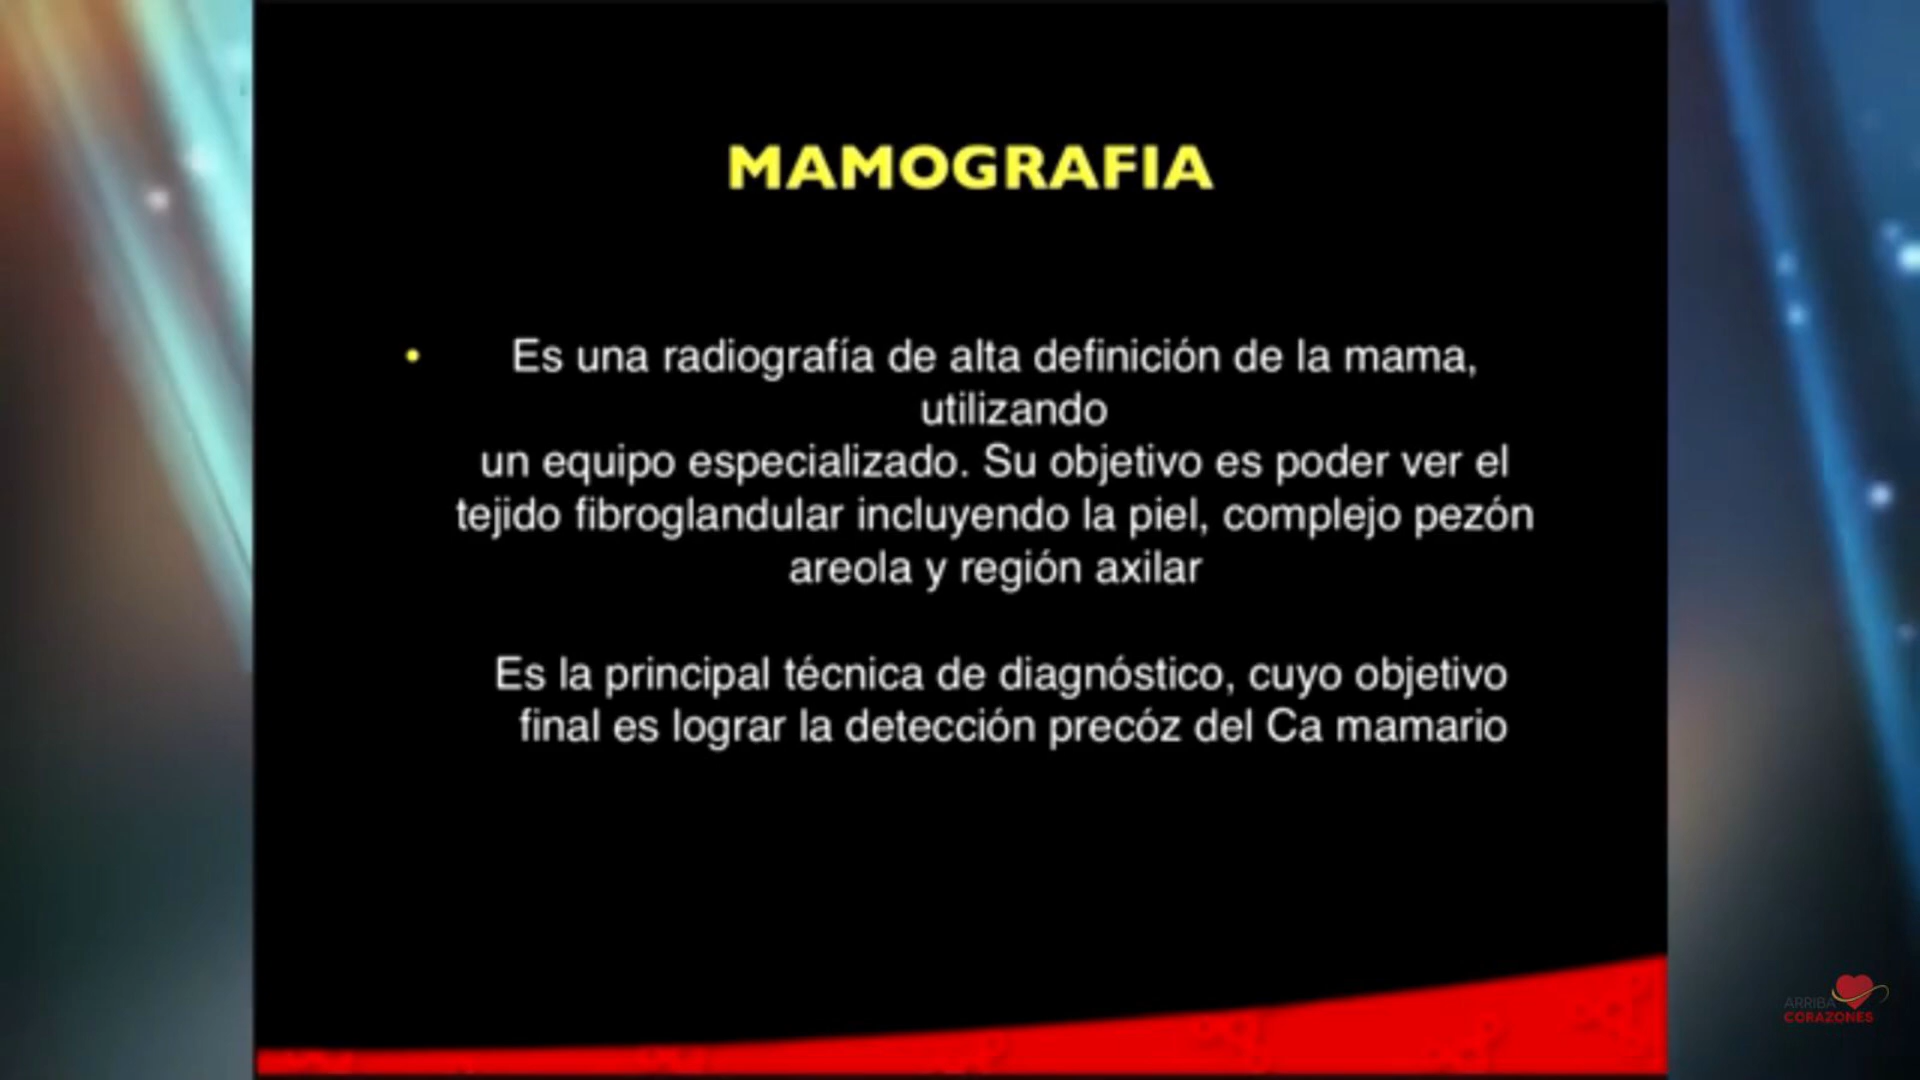 MAMOGRAFIA
• Es una radiografía de alta definición de la mama,
utilizando
un equipo especializado. Su objetivo es poder ver el
tejido fibroglandular incluyendo la piel, complejo pezón
areola y región axilar
Es la principal técnica de diagnóstico, cuyo objetivo
final es lograr la detección precóz del Ca mamario
ARRIBA
CORAZONES